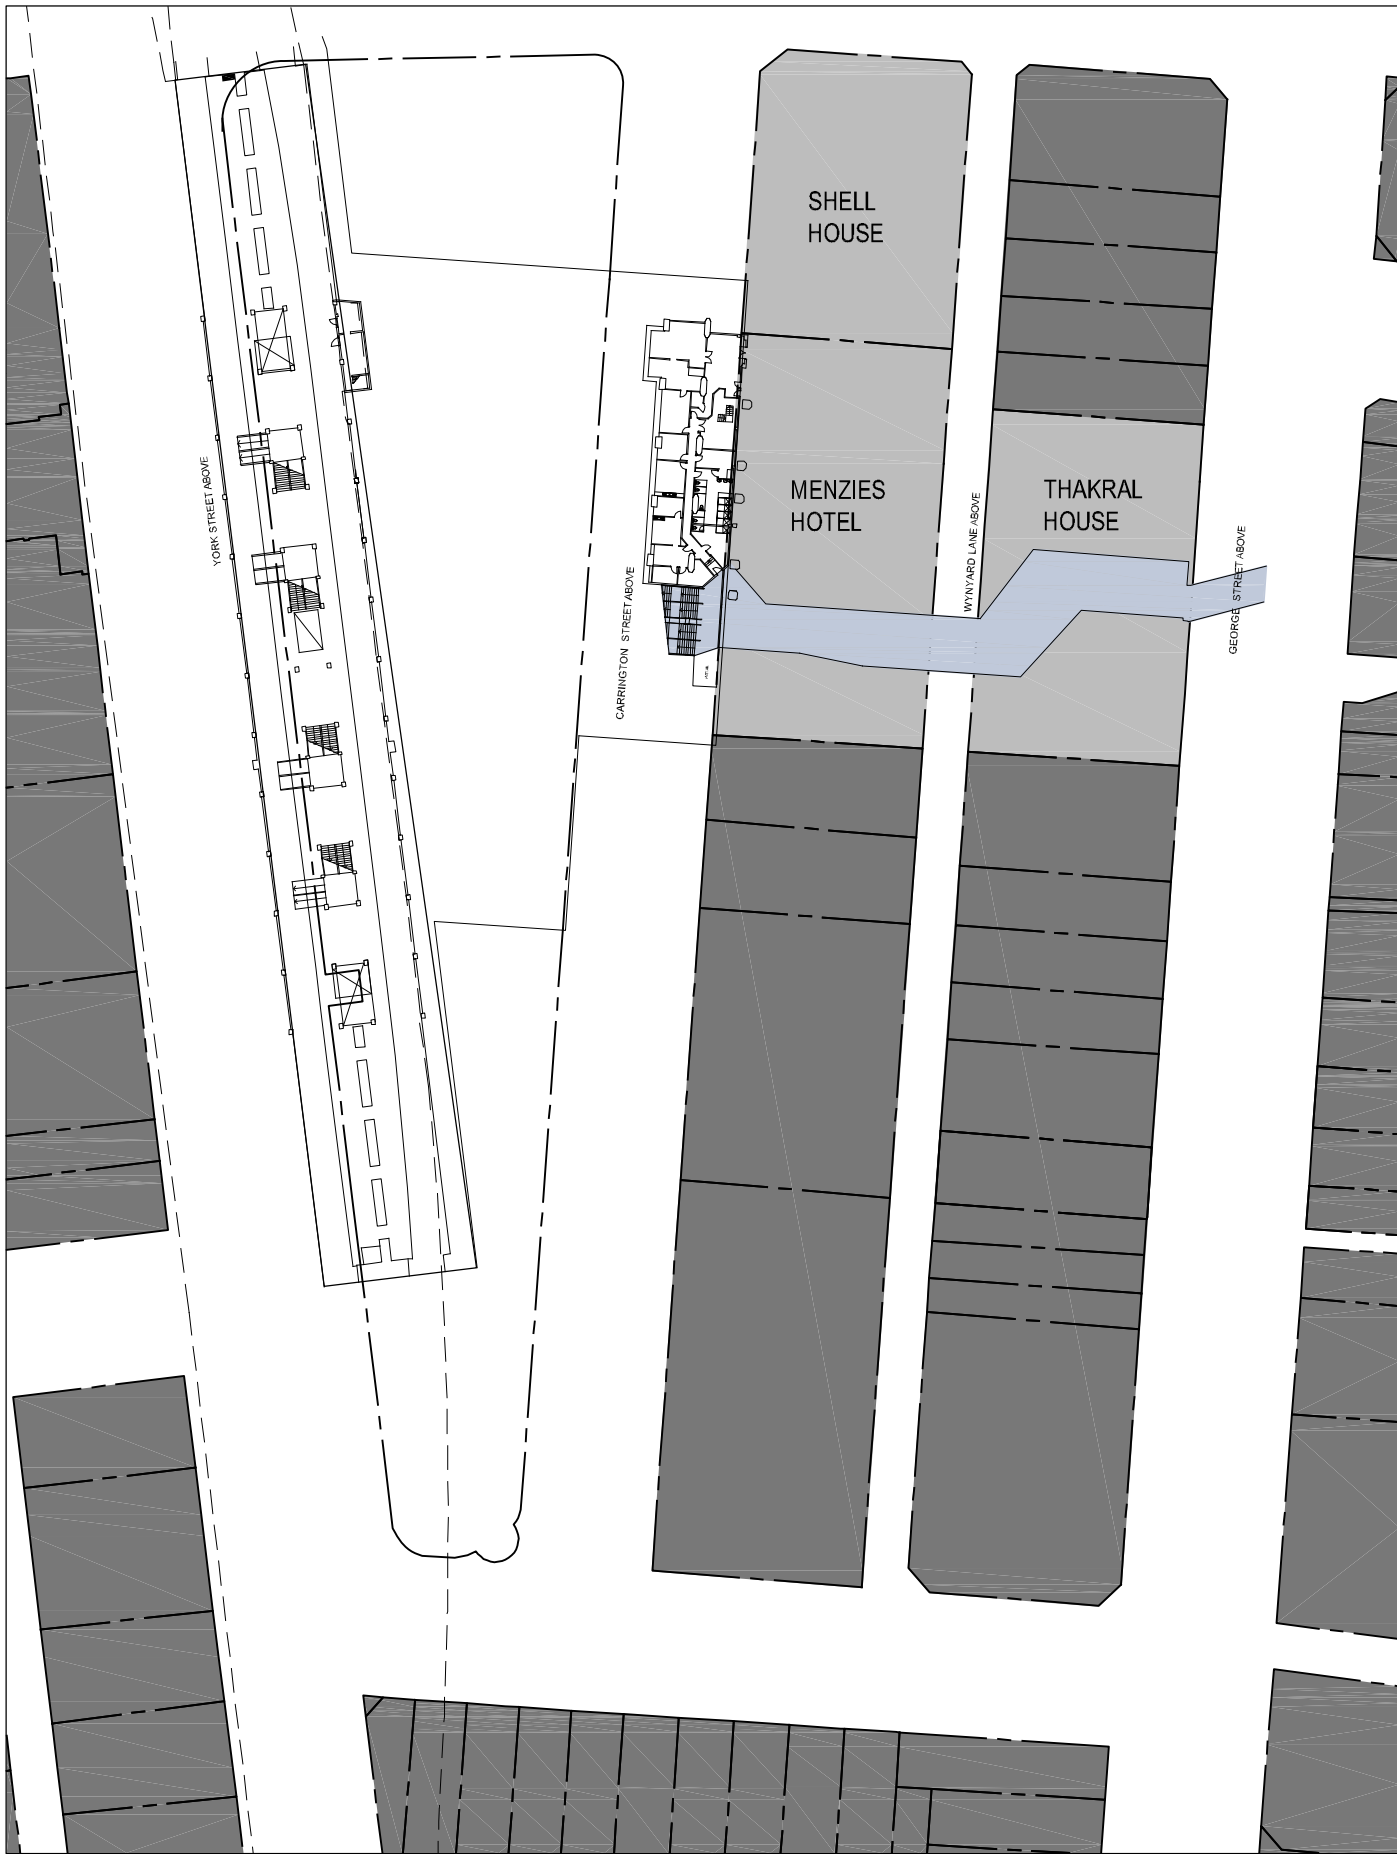 SHELL
HOUSE
MENZIES
HOTEL
THAKRAL
HOUSE
YORK STREET ABOVE
CARRINGTON STREET ABOVE
WYNYARD LANE ABOVE
GEORGE STREET ABOVE